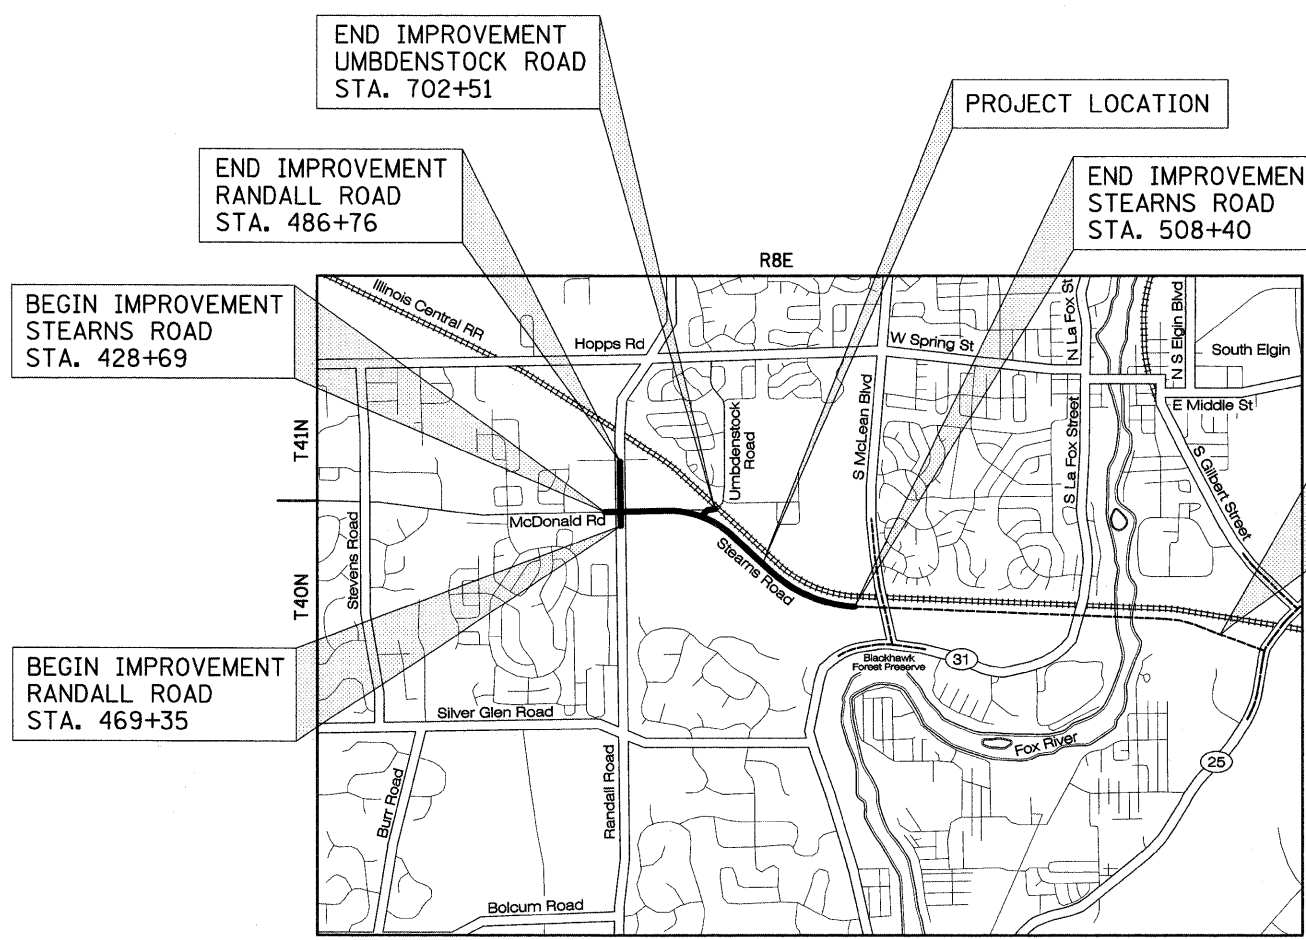 END IMPROVEMENT
UMBDENSTOCK ROAD
STA. 702+51
PROJECT LOCATION
END IMPROVEMENT
RANDALL ROAD
STA. 486+76
END IMPROVEMEN
STEARNS ROAD
STA. 508+40
R8E
BEGIN IMPROVEMENT
STEARNS ROAD
STA. 428+69
Illinois Central RR
Hopps Rd
W Spring St
N La Fox St
N S Elgin Blvd
South Elgin
E Middle St
T41N
Umbdenstock
Road
S McLean Blvd
S La Fox Street
S Gilbert Street
McDonald Rd
Stevens Road
Stearns Road
T40N
BEGIN IMPROVEMENT
RANDALL ROAD
STA. 469+35
Blackhawk
Forest Preserve
31
Silver Glen Road
Fox River
25
Burr Road
Randall Road
Bolcum Road